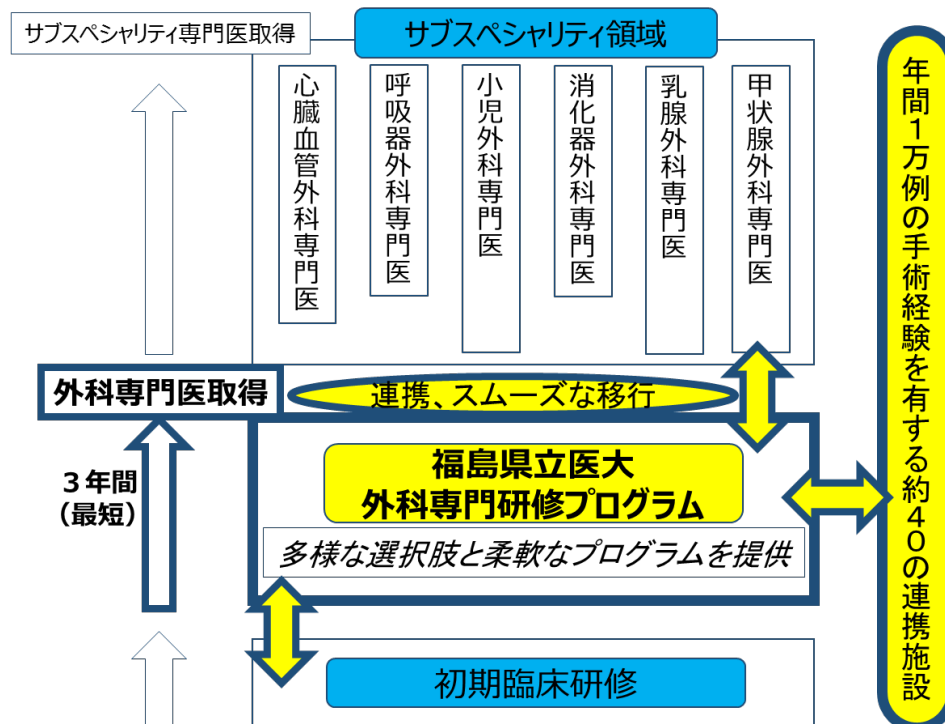 サブスペシャリティ専門医取得
サブスペシャリティ領域
心臓血管外科専門医
呼吸器外科専門医
小児外科専門医
消化器外科専門医
乳腺外科専門医
甲状腺外科専門医
年間1万例の手術経験を有する約40の連携施設
外科専門医取得
連携、スムーズな移行
3年間
（最短）
福島県立医大
外科専門研修プログラム
多様な選択肢と柔軟なプログラムを提供
初期臨床研修